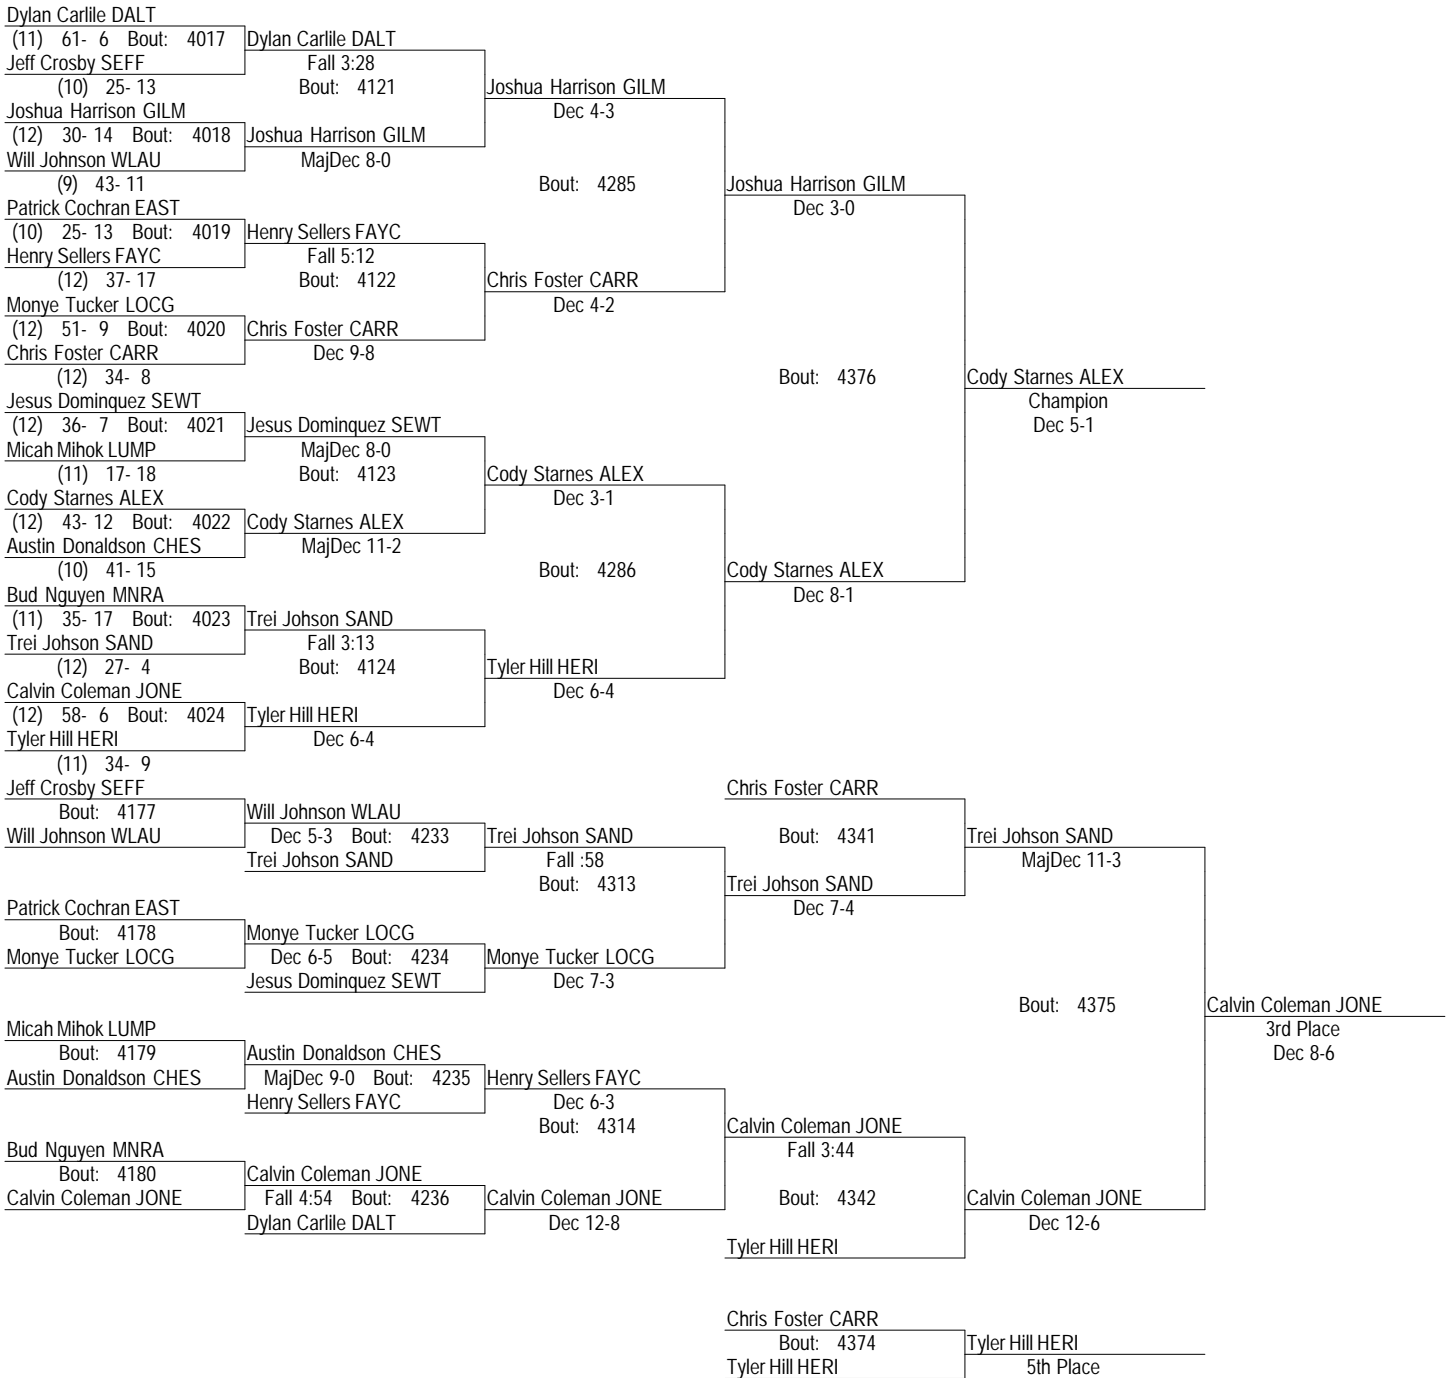 Dylan Carlile DALT
(11) 61- 6 Bout: 4017 Dylan Carlile DALT
Jeff Crosby SEFF Fall 3:28
(10) 25- 13 Bout: 4121 Joshua Harrison GILM
Joshua Harrison GILM Dec 4-3
(12) 30- 14 Bout: 4018 Joshua Harrison GILM
Will Johnson WLAU MajDec 8-0
(9) 43- 11 Bout: 4285 Joshua Harrison GILM
Patrick Cochran EAST Dec 3-0
(10) 25- 13 Bout: 4019 Henry Sellers FAYC
Henry Sellers FAYC Fall 5:12
(12) 37- 17 Bout: 4122 Chris Foster CARR
Monye Tucker LOCG Dec 4-2
(12) 51- 9 Bout: 4020 Chris Foster CARR
Chris Foster CARR Dec 9-8
(12) 34- 8 Bout: 4376 Cody Starnes ALEX
Jesus Dominquez SEWT Champion
(12) 36- 7 Bout: 4021 Jesus Dominquez SEWT Dec 5-1
Micah Mihok LUMP MajDec 8-0
(11) 17- 18 Bout: 4123 Cody Starnes ALEX
Cody Starnes ALEX Dec 3-1
(12) 43- 12 Bout: 4022 Cody Starnes ALEX
Austin Donaldson CHES MajDec 11-2
(10) 41- 15 Bout: 4286 Cody Starnes ALEX
Bud Nguyen MNRA Dec 8-1
(11) 35- 17 Bout: 4023 Trei Johson SAND
Trei Johson SAND Fall 3:13
(12) 27- 4 Bout: 4124 Tyler Hill HERI
Calvin Coleman JONE Dec 6-4
(12) 58- 6 Bout: 4024 Tyler Hill HERI
Tyler Hill HERI Dec 6-4
(11) 34- 9
Jeff Crosby SEFF Chris Foster CARR
Bout: 4177 Will Johnson WLAU
Will Johnson WLAU Dec 5-3 Bout: 4233 Trei Johson SAND Bout: 4341 Trei Johson SAND
Trei Johson SAND Fall :58 MajDec 11-3
Bout: 4313 Trei Johson SAND
Patrick Cochran EAST Dec 7-4
Bout: 4178 Monye Tucker LOCG
Monye Tucker LOCG Dec 6-5 Bout: 4234 Monye Tucker LOCG
Jesus Dominquez SEWT Dec 7-3
Bout: 4375 Calvin Coleman JONE
Micah Mihok LUMP 3rd Place
Bout: 4179 Austin Donaldson CHES Dec 8-6
Austin Donaldson CHES MajDec 9-0 Bout: 4235 Henry Sellers FAYC
Henry Sellers FAYC Dec 6-3
Bout: 4314 Calvin Coleman JONE
Bud Nguyen MNRA Fall 3:44
Bout: 4180 Calvin Coleman JONE
Calvin Coleman JONE Fall 4:54 Bout: 4236 Calvin Coleman JONE Bout: 4342 Calvin Coleman JONE
Dylan Carlile DALT Dec 12-8 Dec 12-6
Tyler Hill HERI
Chris Foster CARR
Bout: 4374 Tyler Hill HERI
Tyler Hill HERI 5th Place